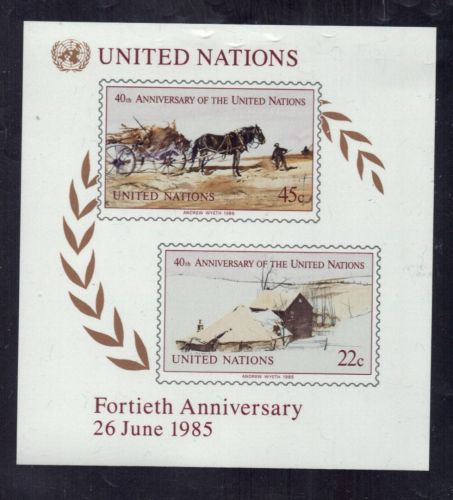 UNITED NATIONS
40th ANNIVERSARY OF THE UNITED NATIONS
45c
UNITED NATIONS
ANDREW WYETH 1985
40th ANNIVERSARY OF THE UNITED NATIONS
UNITED NATIONS 22c
ANDREW WYETH 1985
Fortieth Anniversary
26 June 1985